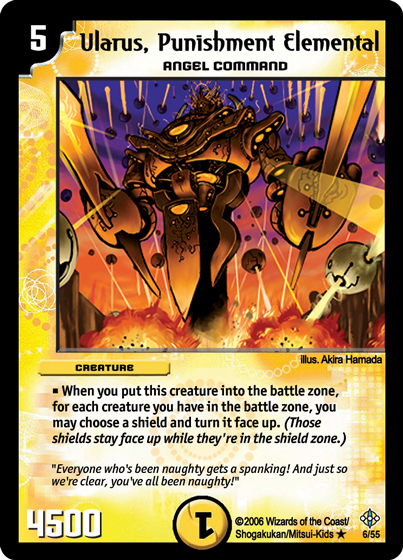 5 Ularus, Punishment Elemental
ANGEL COMMAND
illus. Akira Hamada
CREATURE
▪ When you put this creature into the battle zone,
for each creature you have in the battle zone, you
may choose a shield and turn it face up. (Those
shields stay face up while they're in the shield zone.)
"Everyone who's been naughty gets a spanking! And just so
we're clear, you've all been naughty!"
4500
©2006 Wizards of the Coast/
Shogakukan/Mitsui-Kids ★ 6/55